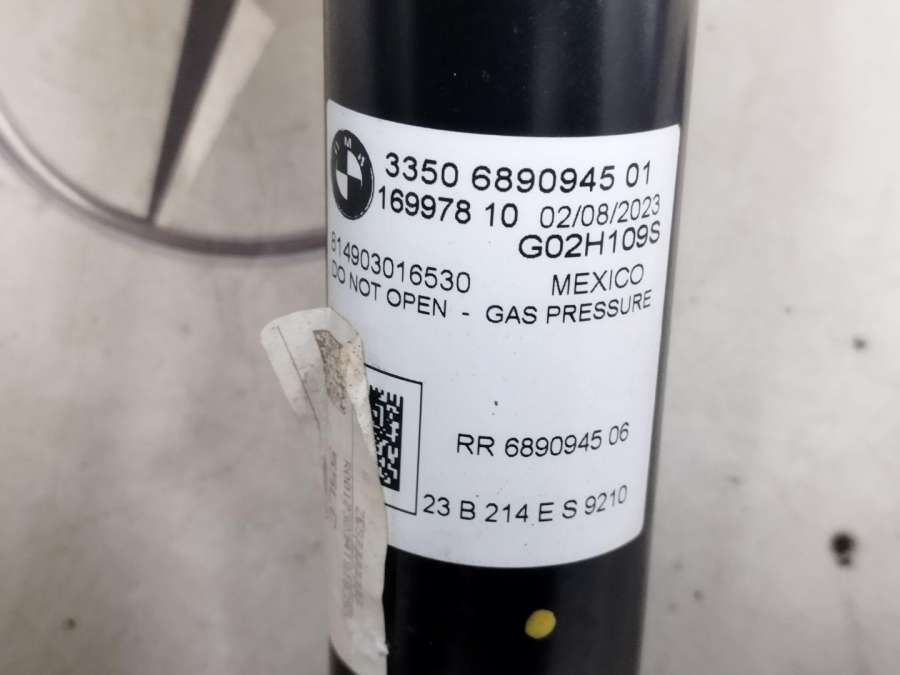 BMW
3350 6890945 01
169978 10 02/08/2023
G02H109S
814903016530 MEXICO
DO NOT OPEN - GAS PRESSURE
RR 6890945 06
23 B 214 E S 9210